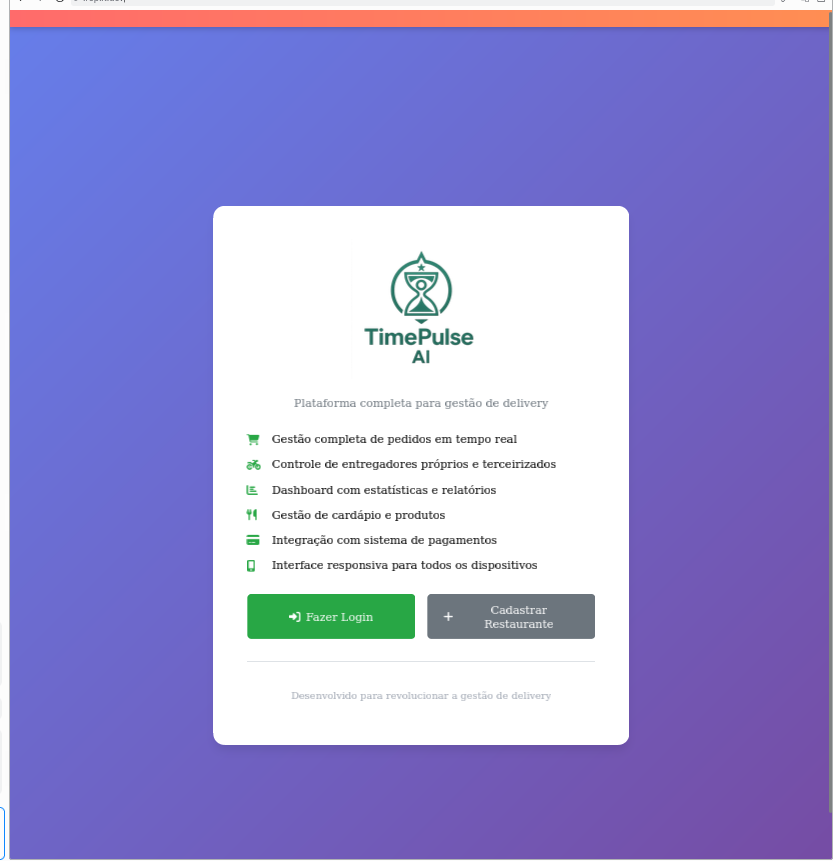 TimePulse
AI
Plataforma completa para gestão de delivery
Gestão completa de pedidos em tempo real
Controle de entregadores próprios e terceirizados
Dashboard com estatísticas e relatórios
Gestão de cardápio e produtos
Integração com sistema de pagamentos
Interface responsiva para todos os dispositivos
Fazer Login
Cadastrar
Restaurante
Desenvolvido para revolucionar a gestão de delivery